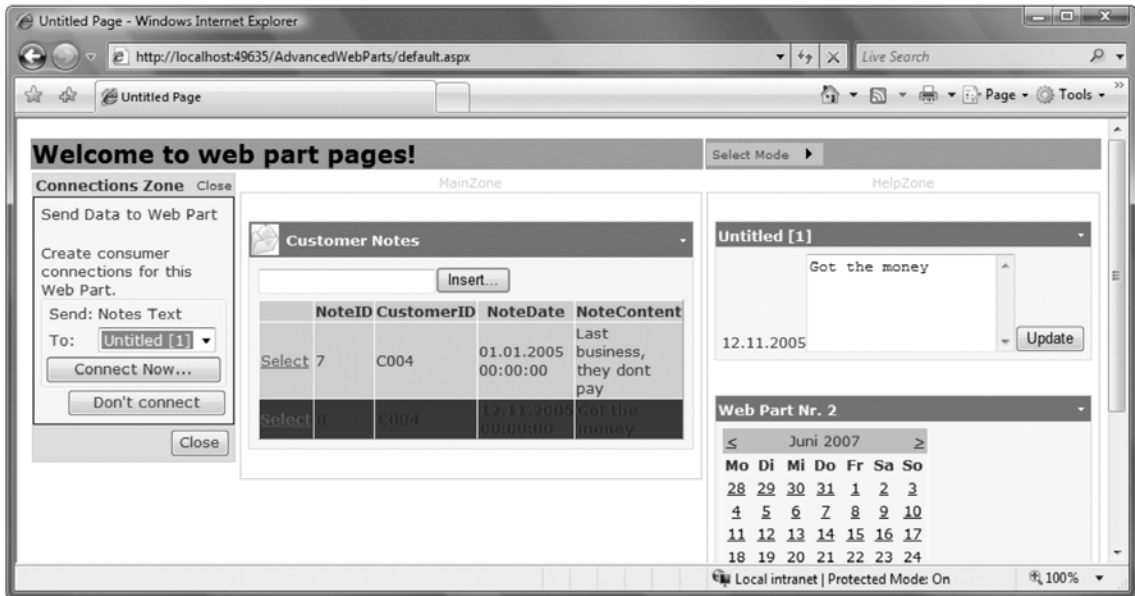 Untitled Page - Windows Internet Explorer
http://localhost:49635/AdvancedWebParts/default.aspx
Live Search
Untitled Page
Page
Tools
Welcome to web part pages!
Select Mode
Connections Zone Close
Send Data to Web Part
Create consumer
connections for this
Web Part.
Send: Notes Text
To: Untitled [1]
Connect Now...
Don't connect
Close
MainZone
Customer Notes
Insert...
NoteID CustomerID NoteDate NoteContent
Select 7 C004 01.01.2005 00:00:00 Last
business,
they dont
pay
Select 8 C004 12.11.2005 Got the
00:00:00 money
HelpZone
Untitled [1]
Got the money
12.11.2005 Update
Web Part Nr. 2
< Juni 2007 >
Mo Di Mi Do Fr Sa So
28 29 30 31 1 2 3
4 5 6 7 8 9 10
11 12 13 14 15 16 17
18 19 20 21 22 23 24
Local intranet | Protected Mode: On
100%